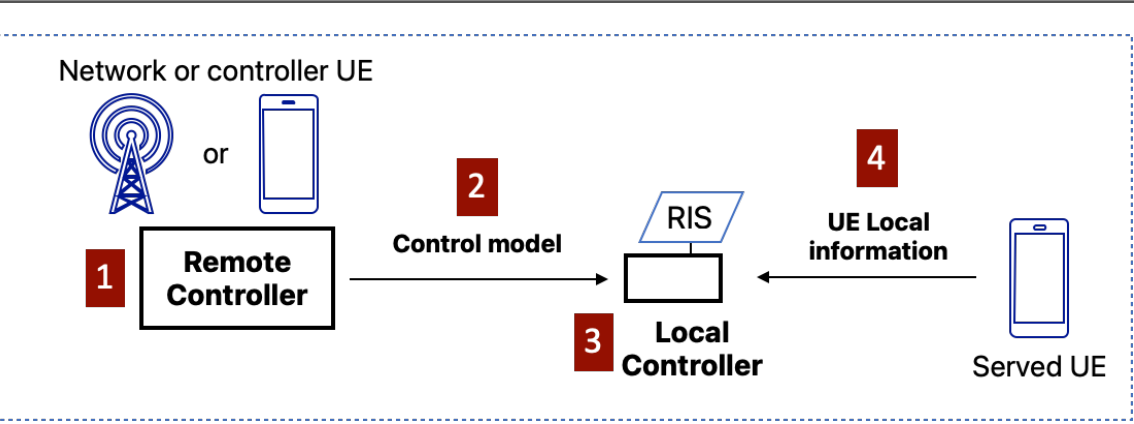 Network or controller UE
or
1
Remote
Controller
2
Control model
RIS
3
Local
Controller
4
UE Local
information
Served UE